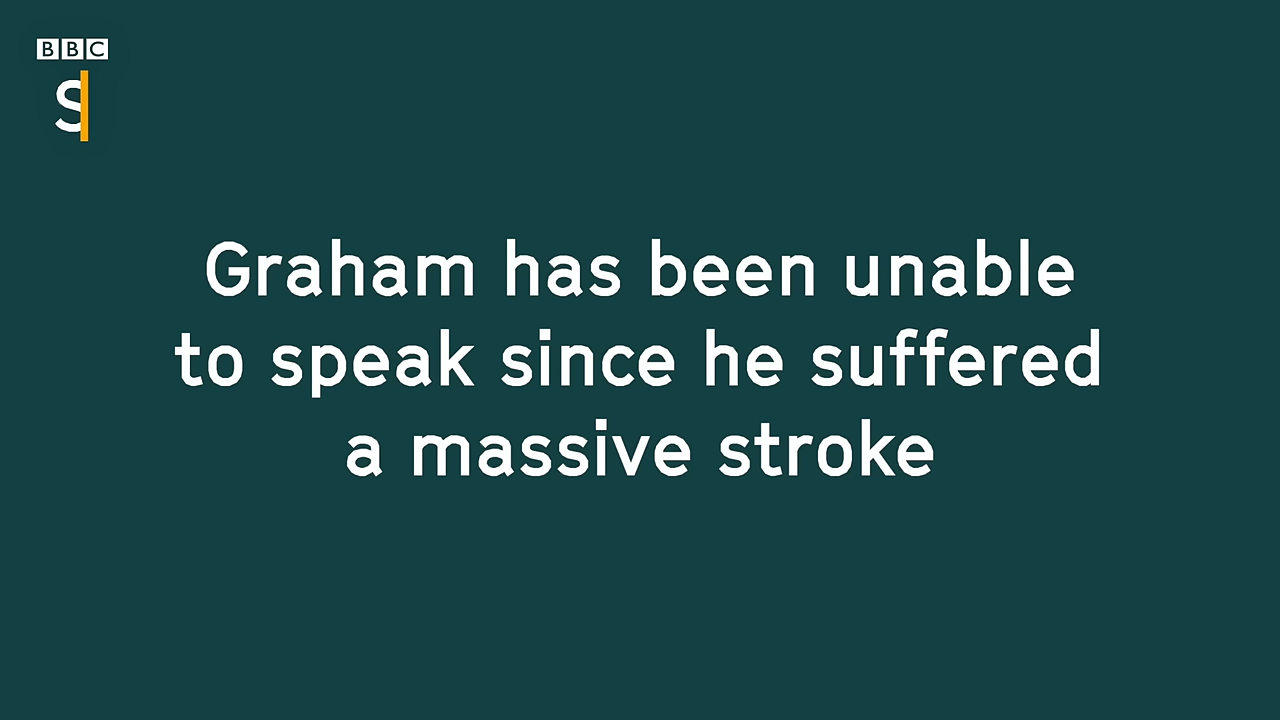 BBC
S
Graham has been unable
to speak since he suffered
a massive stroke